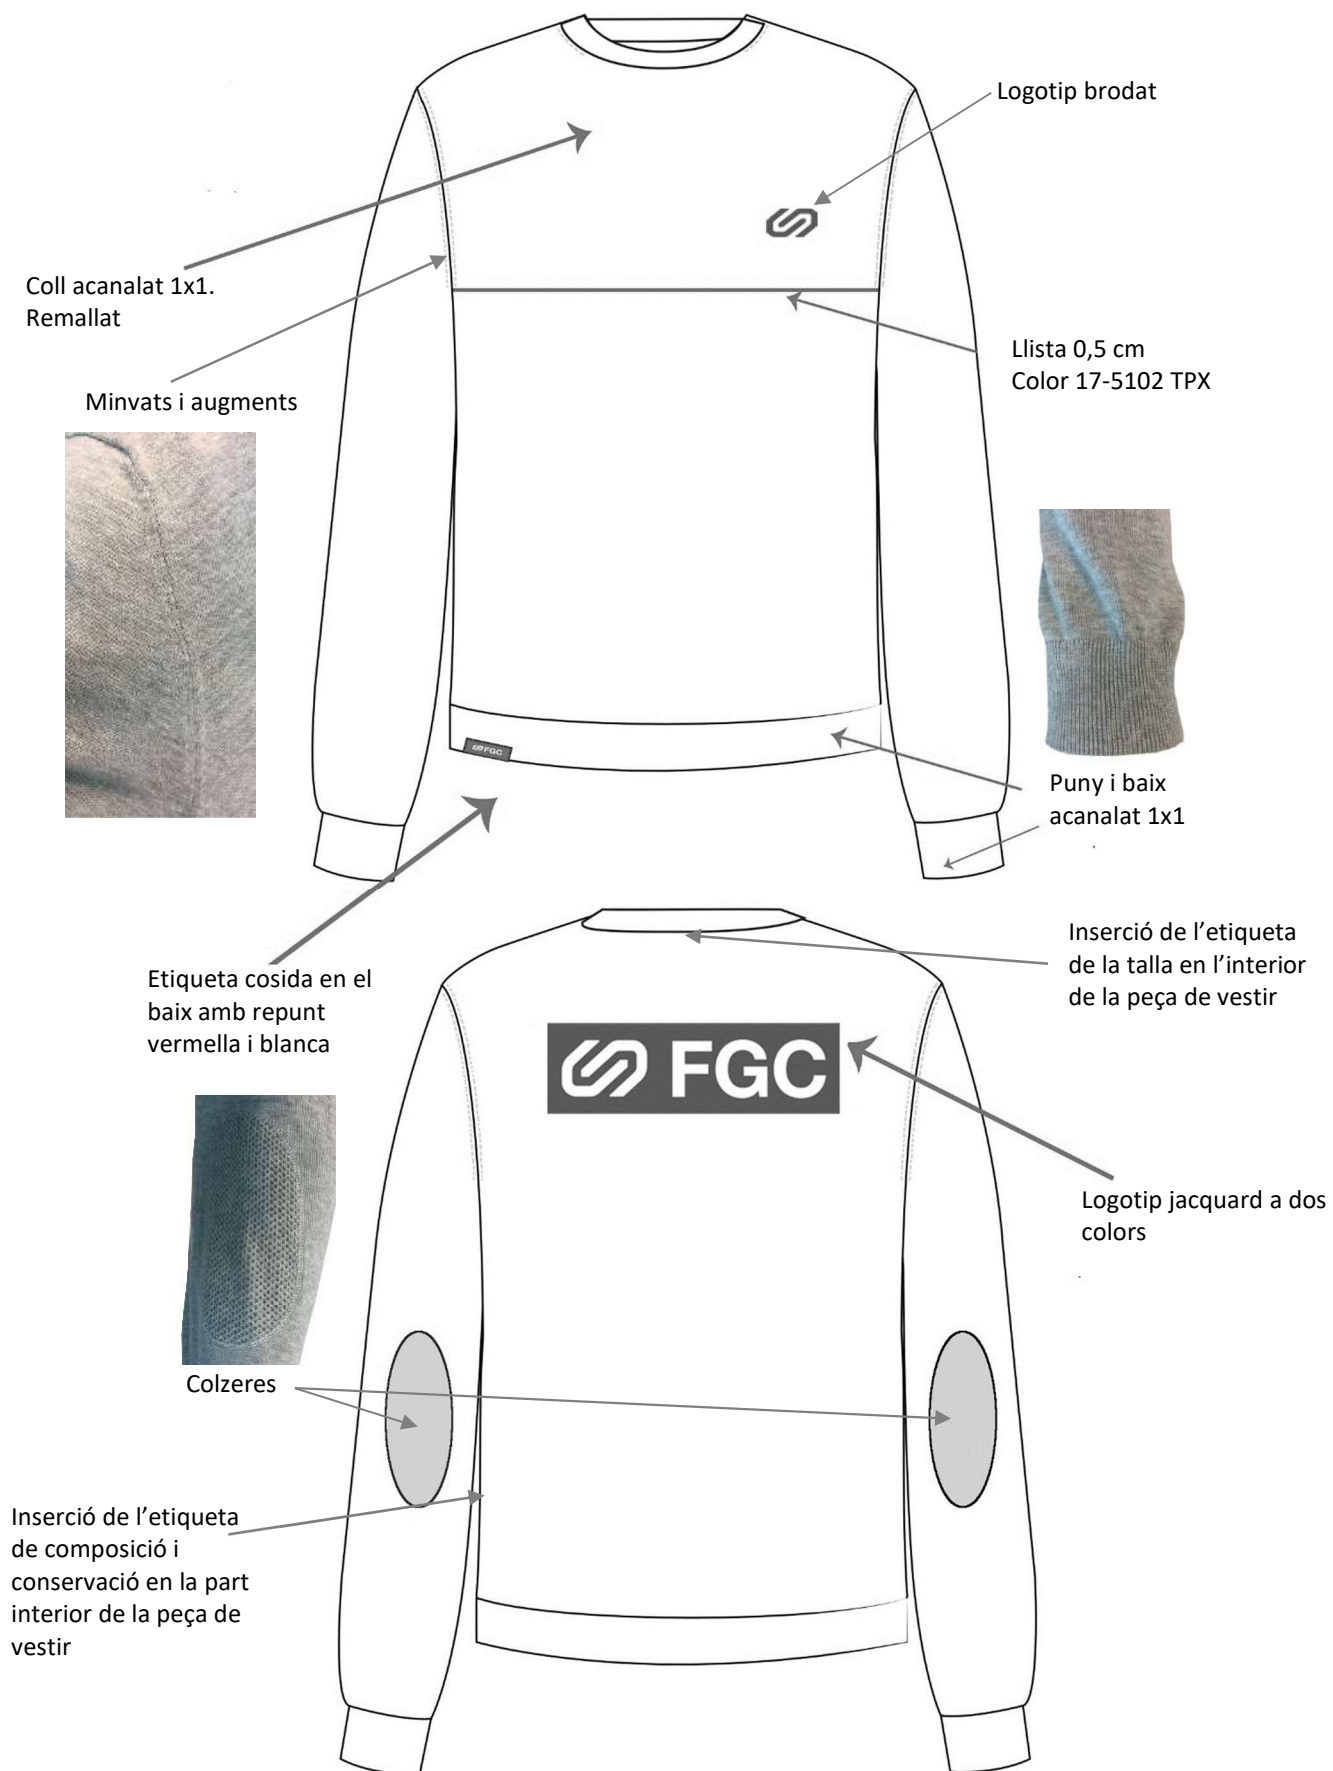 Logotip brodat
Coll acanalat 1x1.
Remallat
Llista 0,5 cm
Color 17-5102 TPX
Minvats i augments
FGC
Puny i baix
acanalat 1x1
Inserció de l’etiqueta
de la talla en l’interior
de la peça de vestir
Etiqueta cosida en el
baix amb repunt
vermella i blanca
FGC
Logotip jacquard a dos
colors
Colzeres
Inserció de l’etiqueta
de composició i
conservació en la part
interior de la peça de
vestir